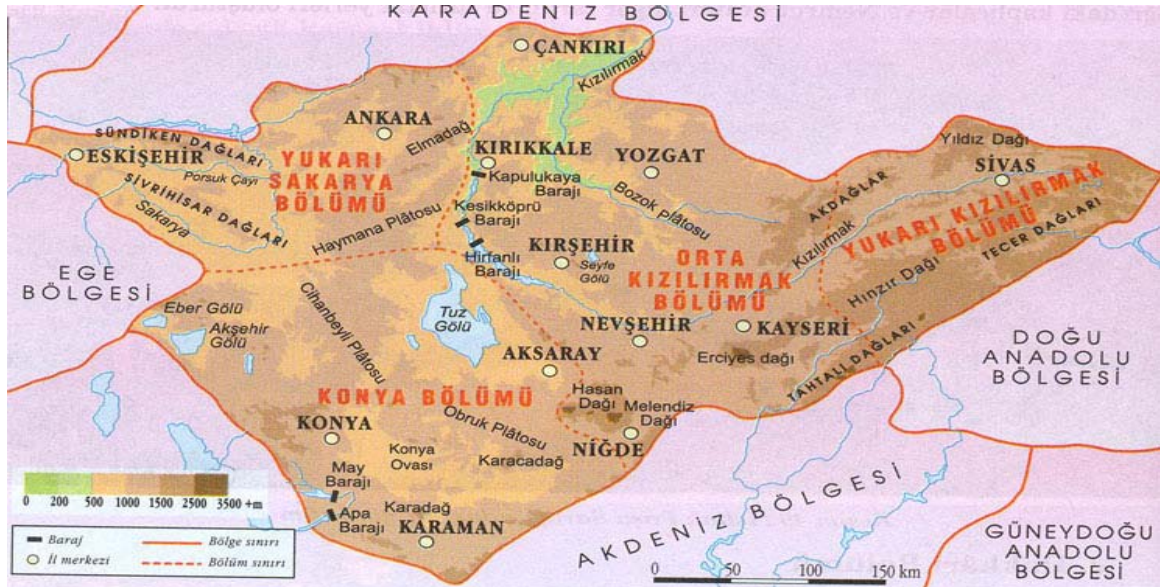 KARADENİZ BÖLGESİ
ÇANKIRI
Kızılırmak
ANKARA
Elmadağ
SÜNDİKEN DAĞLARI
ESKİŞEHİR
Porsuk Çayı
YUKARI
SAKARYA
BÖLÜMÜ
SİVRİHİSAR DAĞLARI
Sakarya
Haymana Plâtosu
KIRIKKALE
Kapulukaya
Barajı
Kesikköprü
Barajı
Hirfanlı
Barajı
YOZGAT
Bozok Plâtosu
KIRŞEHİR
Seyfe
Gölü
ORTA
KIZILIRMAK
BÖLÜMÜ
Yıldız Dağı
SİVAS
AKDAĞLAR
Kızılırmak
YUKARI KIZILIRMAK
BÖLÜMÜ
TECER DAĞLARI
Hınzır Dağı
TAHTALI DAĞLARI
EGE
BÖLGESİ
Eber Gölü
Akşehir
Gölü
Cihanbeyli Plâtosu
Tuz
Gölü
NEVŞEHİR
KAYSERİ
Erciyes dağı
DOĞU
ANADOLU
BÖLGESİ
AKSARAY
Hasan
Dağı
Melendiz
Dağı
NİĞDE
KONYA BÖLÜMÜ
Obruk Plâtosu
KONYA
Konya
Ovası
Karacadağ
May
Barajı
Apa
Barajı
Karadağ
KARAMAN
AKDENİZ BÖLGESİ
GÜNEYDOĞU
ANADOLU
BÖLGESİ
0 200 500 1000 1500 2000 3500 +m
Baraj
İl merkezi
Bölge sınırı
Bölüm sınırı
0 50 100 150 km